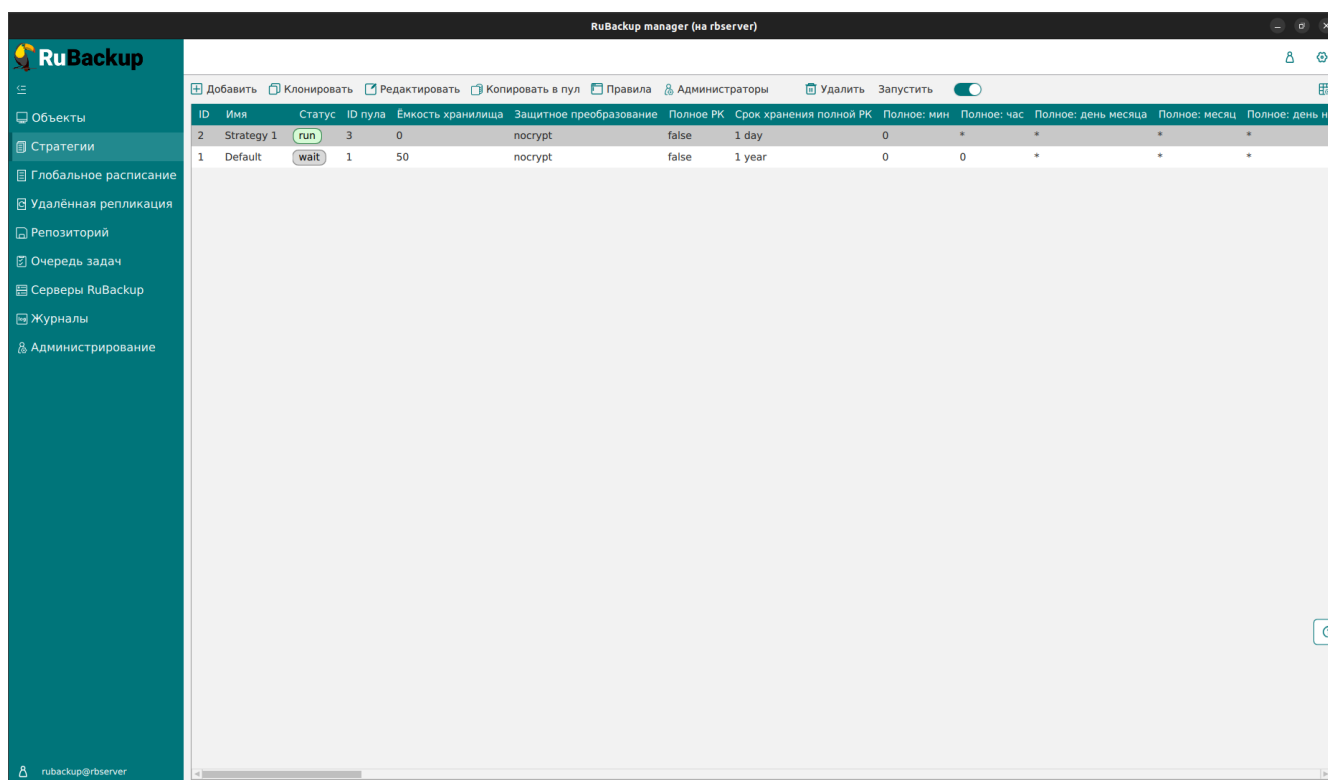 RuBackup manager (на rbserver)
RuBackup
Добавить Клонировать Редактировать Копировать в пул Правила Администраторы Удалить Запустить
Объекты
Стратегии
Глобальное расписание
Удалённая репликация
Репозиторий
Очередь задач
Серверы RuBackup
Журналы
Администрирование
ID Имя Статус ID пула Ёмкость хранилища Защитное преобразование Полное РК Срок хранения полной РК Полное: мин Полное: час Полное: день месяца Полное: месяц Полное: день н
2 Strategy 1 run 3 0 nocrypt false 1 day 0 * * * *
1 Default wait 1 50 nocrypt false 1 year 0 0 * * *
rubackup@rbserver